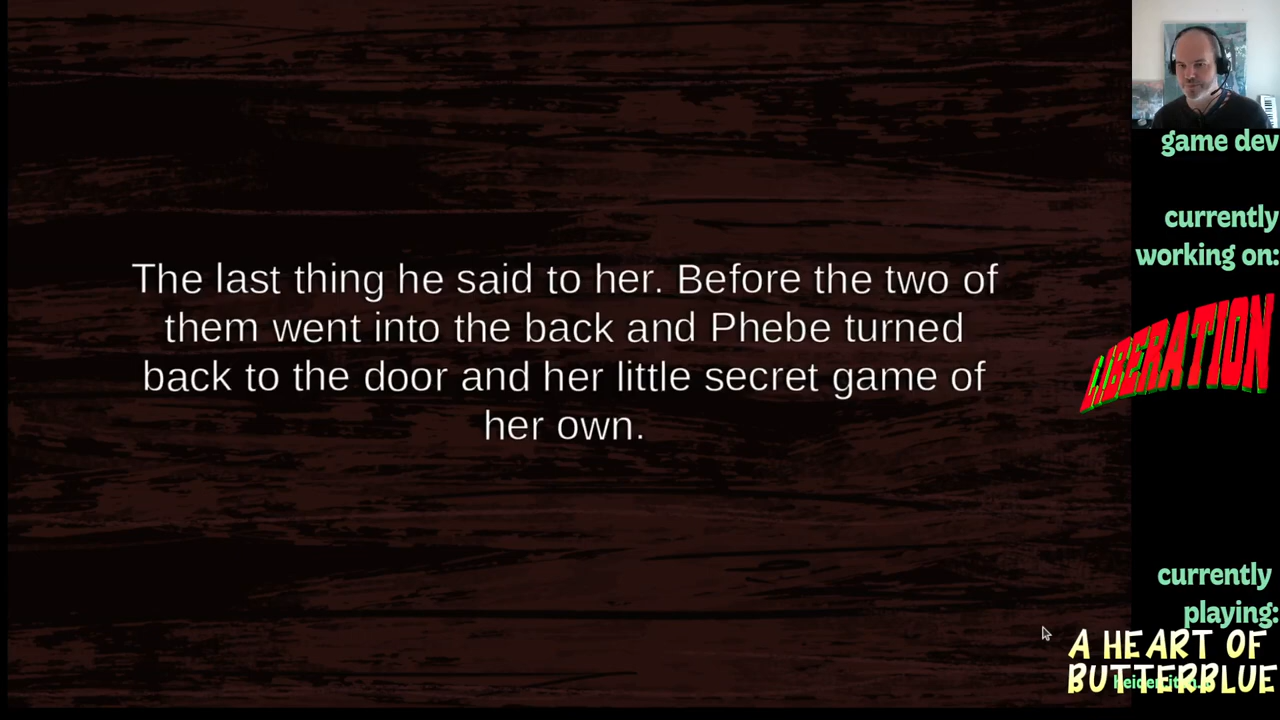 The last thing he said to her. Before the two of
them went into the back and Phebe turned
back to the door and her little secret game of
her own.
game dev
currently
working on:
LIBERATION
currently
playing:
A HEART OF
BUTTERBLUE